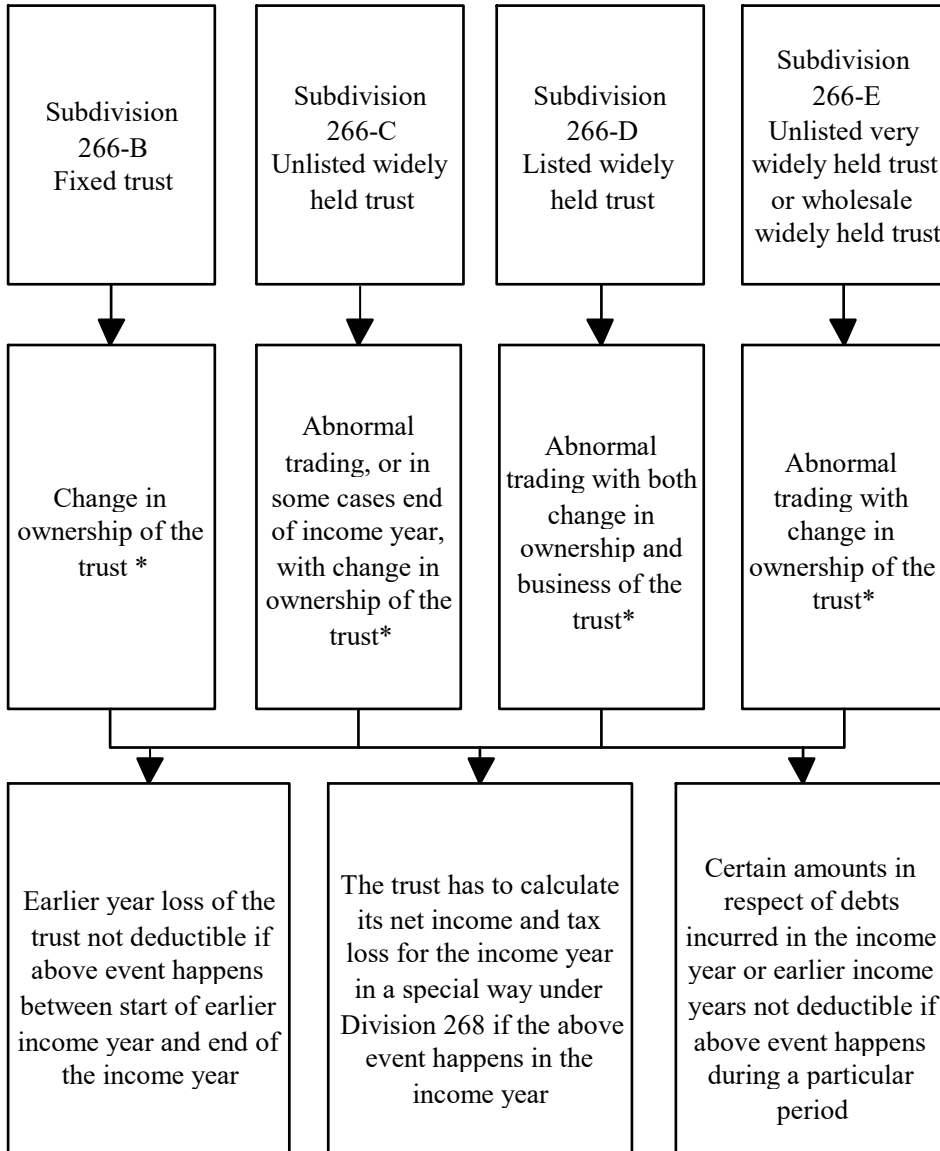 Subdivision
266-B
Fixed trust
Subdivision
266-C
Unlisted widely
held trust
Subdivision
266-D
Listed widely
held trust
Subdivision
266-E
Unlisted very
widely held trust
or wholesale
widely held trust
Change in
ownership of the
trust *
Abnormal
trading, or in
some cases end
of income year,
with change in
ownership of the
trust*
Abnormal
trading with both
change in
ownership and
business of the
trust*
Abnormal
trading with
change in
ownership of the
trust*
Earlier year loss of the
trust not deductible if
above event happens
between start of earlier
income year and end of
the income year
The trust has to calculate
its net income and tax
loss for the income year
in a special way under
Division 268 if the above
event happens in the
income year
Certain amounts in
respect of debts
incurred in the income
year or earlier income
years not deductible if
above event happens
during a particular
period